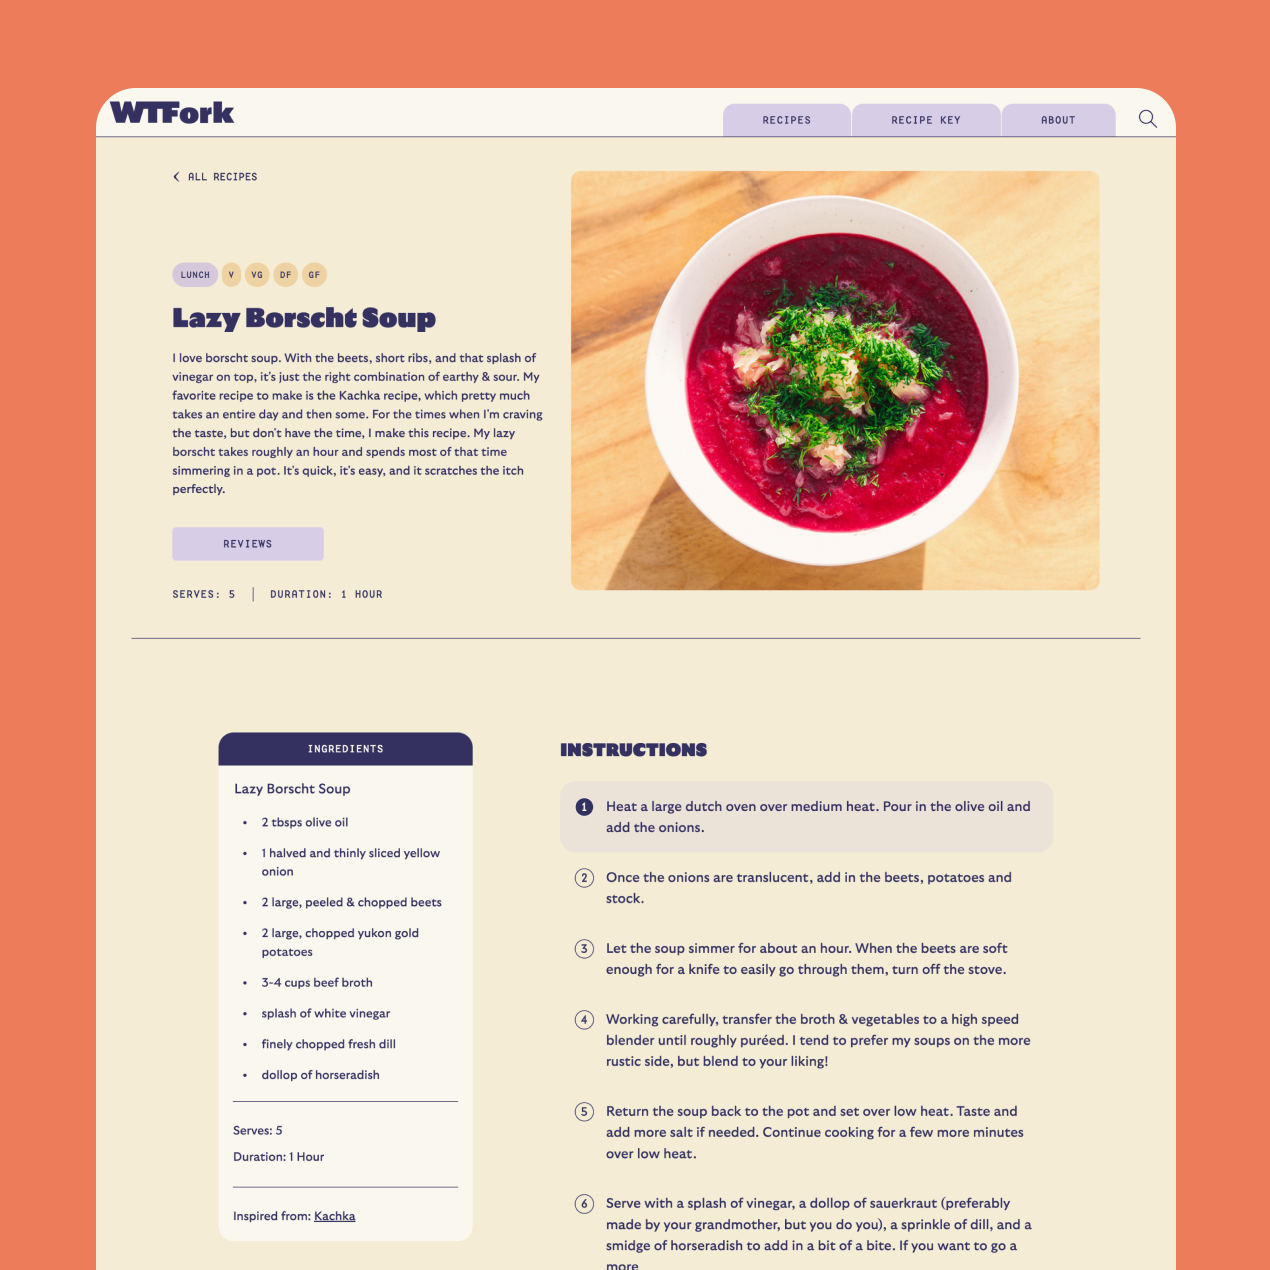 WTFork
RECIPES
RECIPE KEY
ABOUT
ALL RECIPES
LUNCH
V
VG
DF
GF
Lazy Borscht Soup
I love borscht soup. With the beets, short ribs, and that splash of
vinegar on top, it's just the right combination of earthy & sour. My
favorite recipe to make is the Kachka recipe, which pretty much
takes an entire day and then some. For the times when I'm craving
the taste, but don't have the time, I make this recipe. My lazy
borscht takes roughly an hour and spends most of that time
simmering in a pot. It's quick, it's easy, and it scratches the itch
perfectly.
REVIEWS
SERVES: 5 | DURATION: 1 HOUR
INGREDIENTS
Lazy Borscht Soup
• 2 tbsps olive oil
• 1 halved and thinly sliced yellow
onion
• 2 large, peeled & chopped beets
• 2 large, chopped yukon gold
potatoes
• 3-4 cups beef broth
• splash of white vinegar
• finely chopped fresh dill
• dollop of horseradish
Serves: 5
Duration: 1 Hour
Inspired from: Kachka
INSTRUCTIONS
1 Heat a large dutch oven over medium heat. Pour in the olive oil and
add the onions.
2 Once the onions are translucent, add in the beets, potatoes and
stock.
3 Let the soup simmer for about an hour. When the beets are soft
enough for a knife to easily go through them, turn off the stove.
4 Working carefully, transfer the broth & vegetables to a high speed
blender until roughly puréed. I tend to prefer my soups on the more
rustic side, but blend to your liking!
5 Return the soup back to the pot and set over low heat. Taste and
add more salt if needed. Continue cooking for a few more minutes
over low heat.
6 Serve with a splash of vinegar, a dollop of sauerkraut (preferably
made by your grandmother, but you do you), a sprinkle of dill, and a
smidge of horseradish to add in a bit of a bite. If you want to go a
more